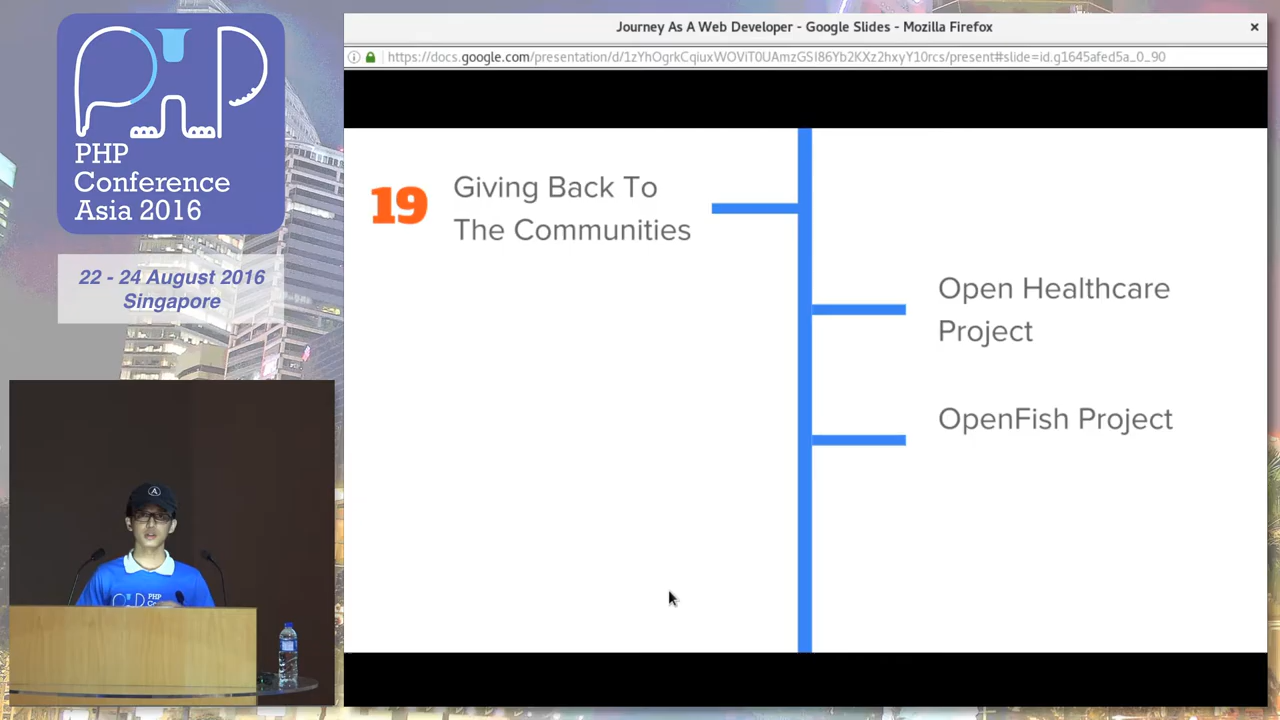 PHP
Conference
Asia 2016
22 - 24 August 2016
Singapore
Journey As A Web Developer - Google Slides - Mozilla Firefox
https://docs.google.com/presentation/d/1zYhOgrkCqiuxWOViT0UAmzGSI86Yb2KXz2hxyY10rcs/present#slide=id.g1645afed5a_0_90
19
Giving Back To
The Communities
Open Healthcare
Project
OpenFish Project
A
PHP